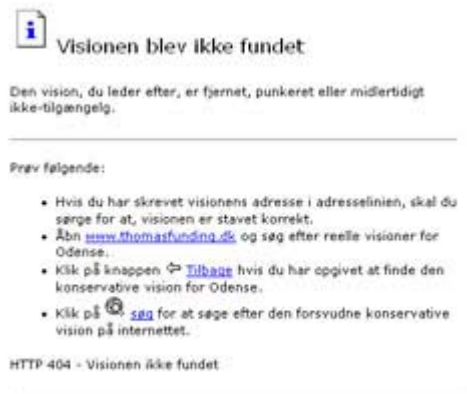 Visionen blev ikke fundet
Den vision, du leder efter, er fjernet, punkeret eller midlertidigt
ikke-tilgængelg.
Prøv følgende:
Hvis du har skrevet visionens adresse i adresselinien, skal du
sørge for at, visionen er stavet korrekt.
Åbn www.thomasfunding.dk og søg efter reelle visioner for
Odense.
Klik på knappen Tilbage hvis du har opgivet at finde den
konservative vision for Odense.
Klik på søg for at søge efter den forsvudne konservative
vision på internettet.
HTTP 404 - Visionen ikke fundet